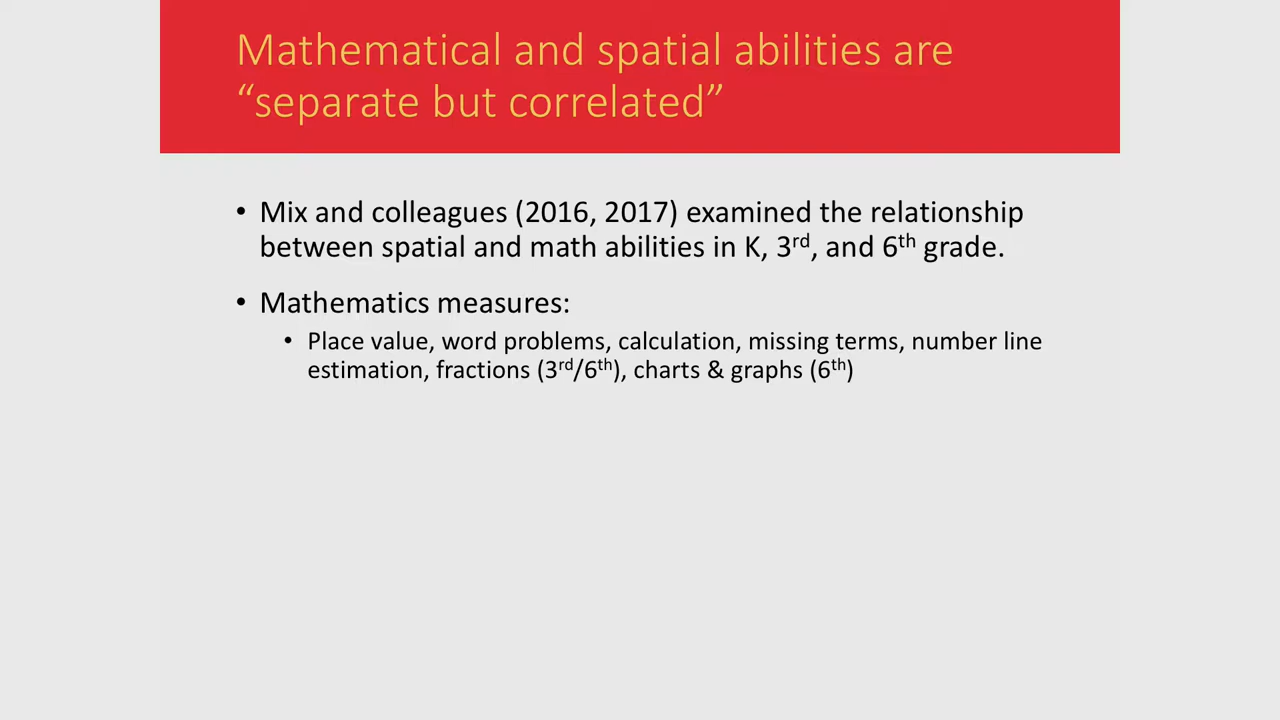 Mathematical and spatial abilities are
“separate but correlated”
• Mix and colleagues (2016, 2017) examined the relationship
between spatial and math abilities in K, 3rd, and 6th grade.
• Mathematics measures:
• Place value, word problems, calculation, missing terms, number line
estimation, fractions (3rd/6th), charts & graphs (6th)